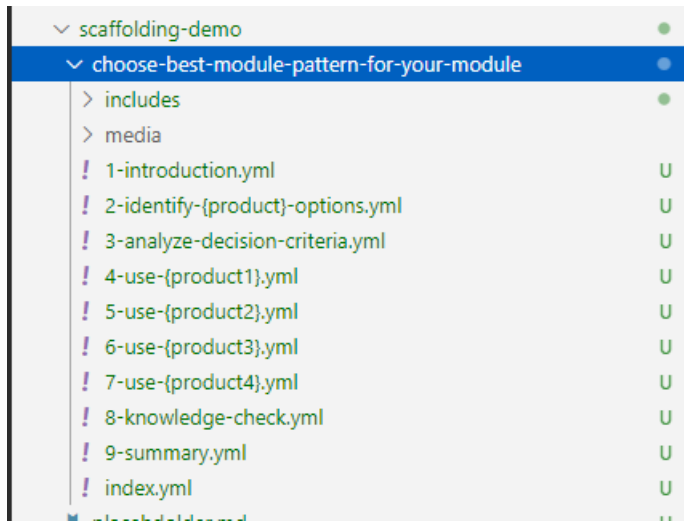 scaffolding-demo
choose-best-module-pattern-for-your-module
includes
media
! 1-introduction.yml U
! 2-identify-{product}-options.yml U
! 3-analyze-decision-criteria.yml U
! 4-use-{product1}.yml U
! 5-use-{product2}.yml U
! 6-use-{product3}.yml U
! 7-use-{product4}.yml U
! 8-knowledge-check.yml U
! 9-summary.yml U
! index.yml U